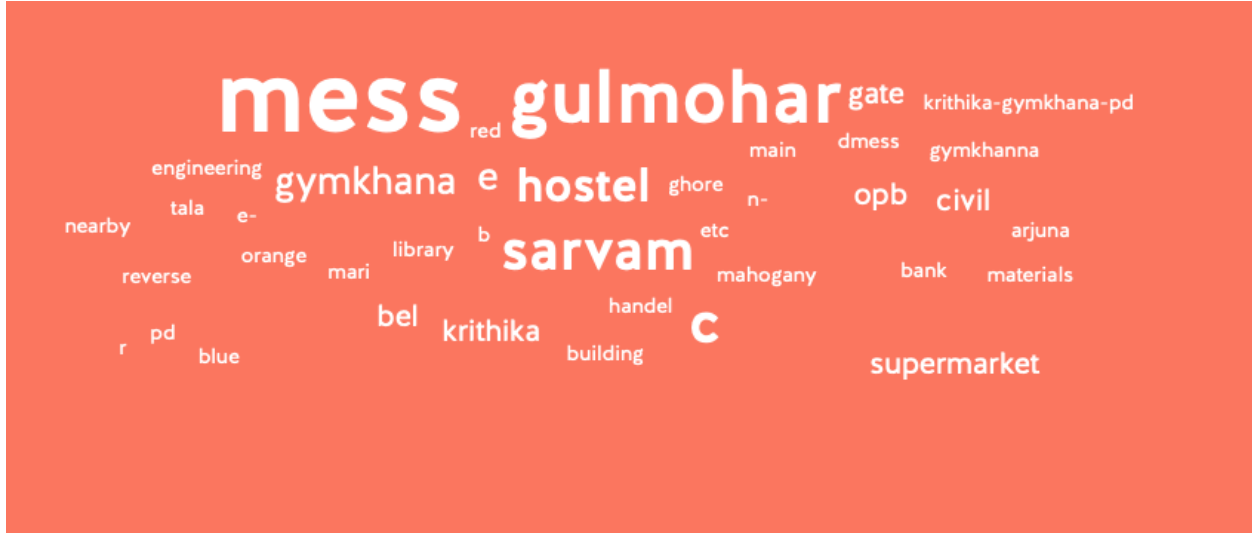 mess gulmohar gate krithika-gymkhana-pd
red
main dmess gymkhanna
engineering gymkhana e hostel ghore n- opb civil
tala e-
nearby b sarvam etc arjuna
orange library
reverse mari mahogany bank materials
bel krithika handel c
r pd blue building supermarket